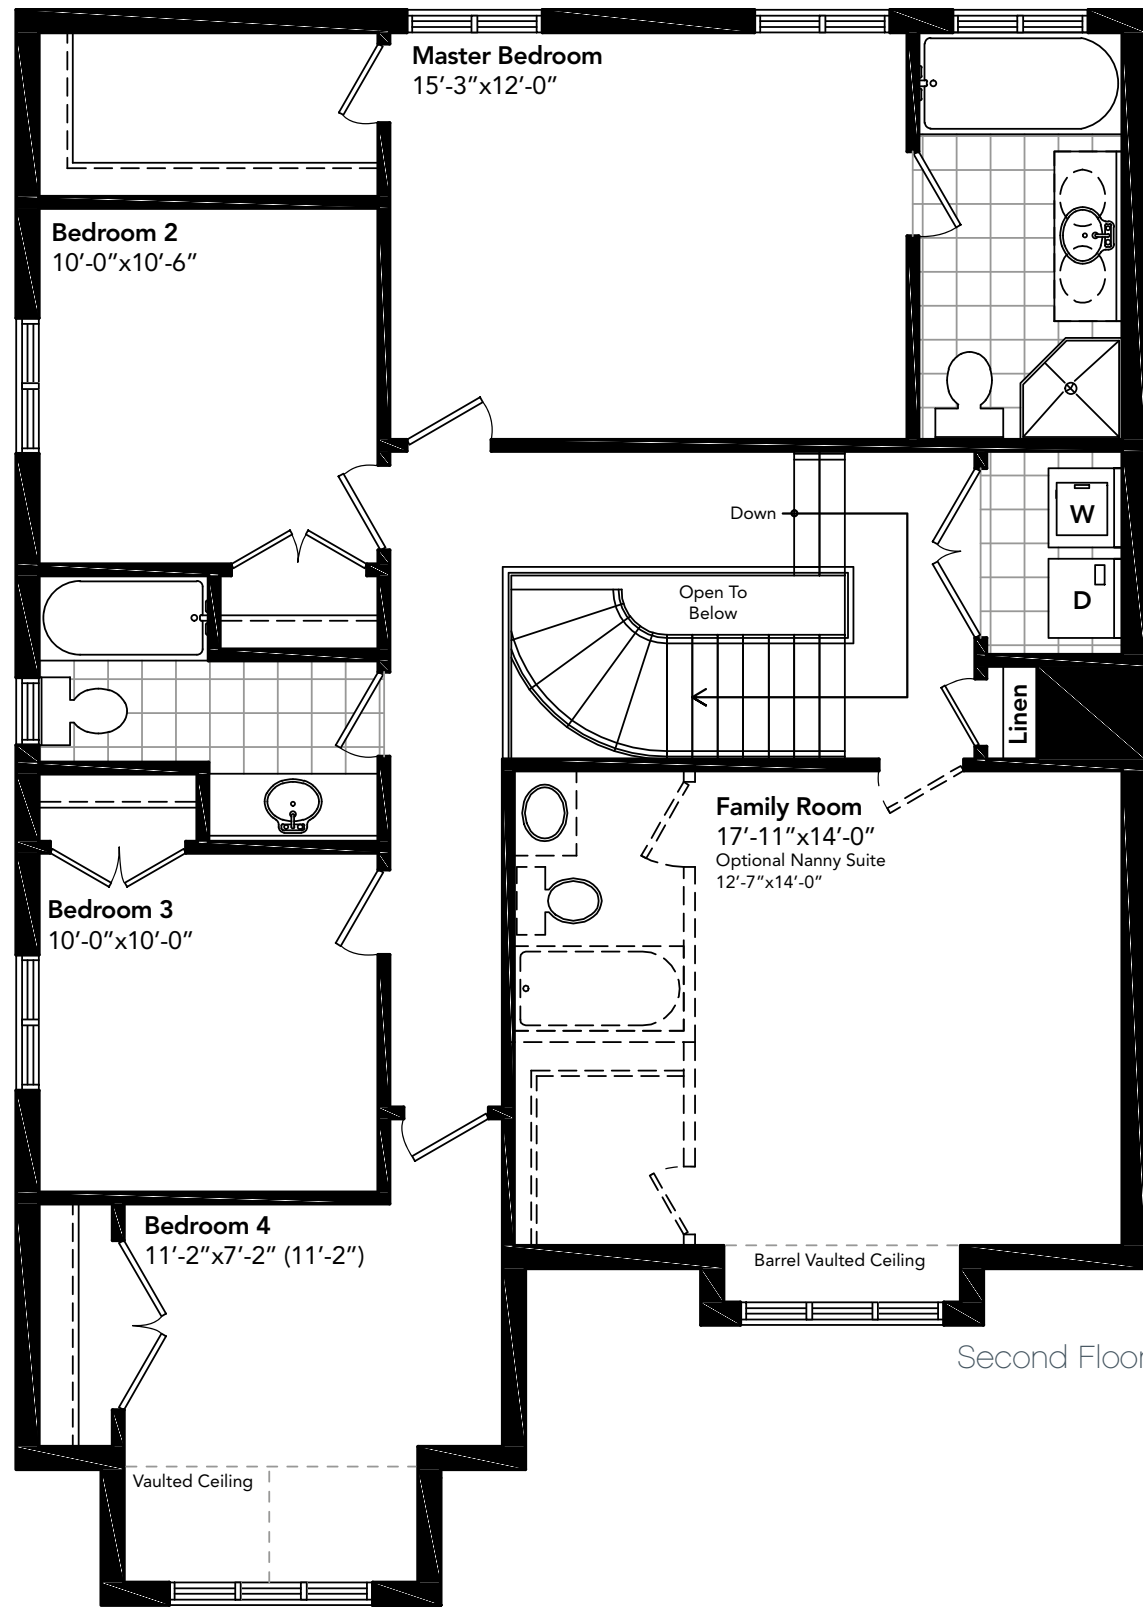 Master Bedroom
15′-3″x12′-0″
Bedroom 2
10′-0″x10′-6″
Down
W
Open To
Below
D
Linen
Family Room
17′-11″x14′-0″
Optional Nanny Suite
12′-7″x14′-0″
Bedroom 3
10′-0″x10′-0″
Bedroom 4
11′-2″x7′-2″ (11′-2″)
Barrel Vaulted Ceiling
Second Floor
Vaulted Ceiling